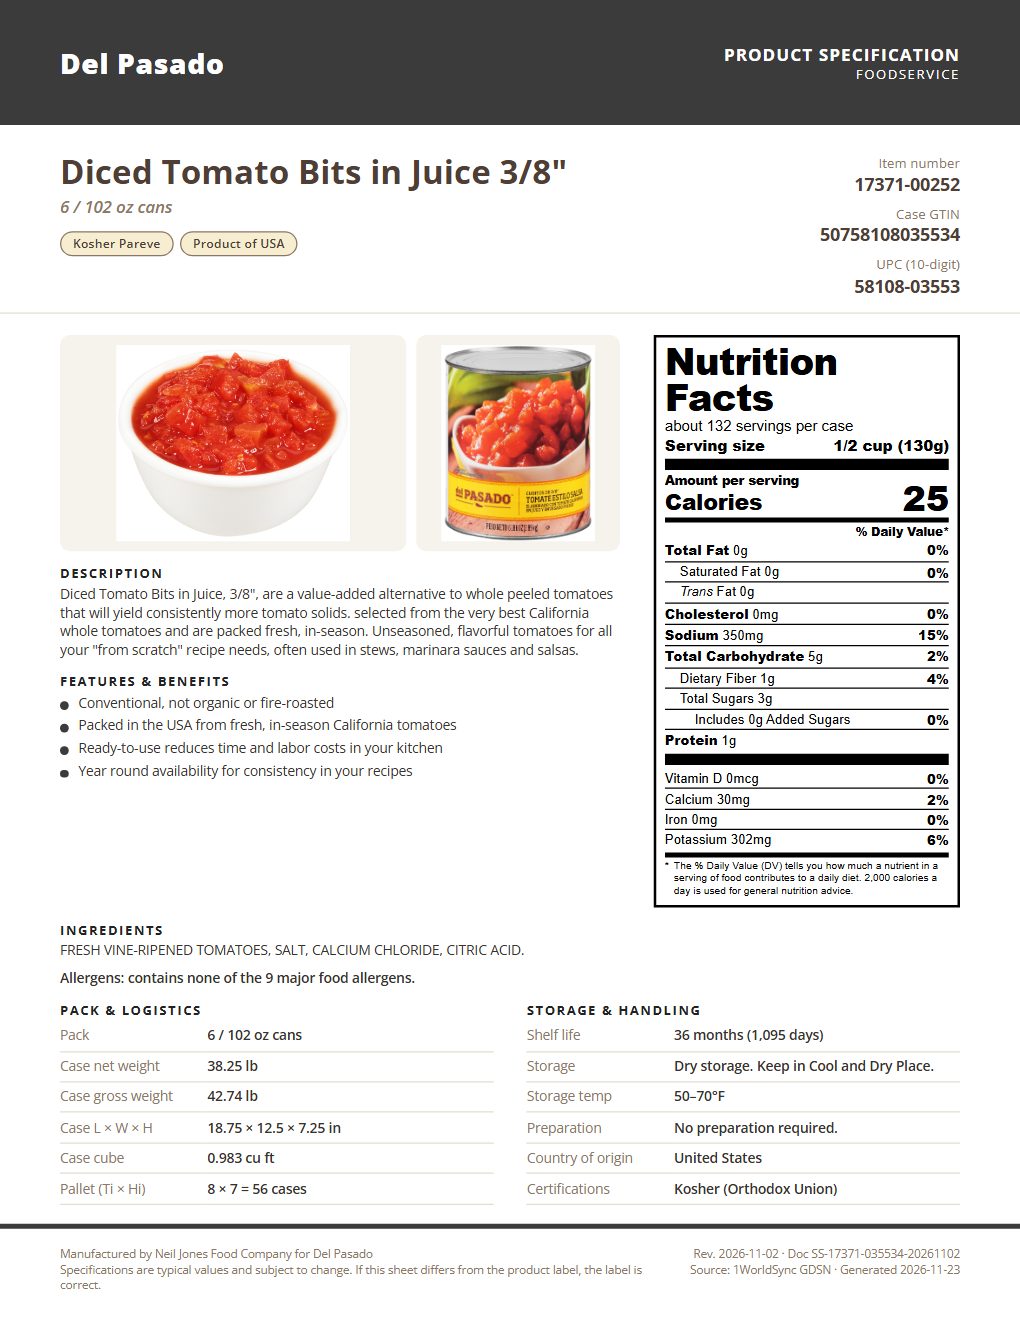 Del Pasado
PRODUCT SPECIFICATION
FOODSERVICE
Diced Tomato Bits in Juice 3/8"
6 / 102 oz cans
Kosher Pareve
Product of USA
Item number
17371-00252
Case GTIN
50758108035534
UPC (10-digit)
58108-03553
del PASADO
TOMATE ESTILO SALSA
DESCRIPTION
Diced Tomato Bits in Juice, 3/8", are a value-added alternative to whole peeled tomatoes
that will yield consistently more tomato solids. selected from the very best California
whole tomatoes and are packed fresh, in-season. Unseasoned, flavorful tomatoes for all
your "from scratch" recipe needs, often used in stews, marinara sauces and salsas.
FEATURES & BENEFITS
Conventional, not organic or fire-roasted
Packed in the USA from fresh, in-season California tomatoes
Ready-to-use reduces time and labor costs in your kitchen
Year round availability for consistency in your recipes
Nutrition
Facts
about 132 servings per case
Serving size 1/2 cup (130g)
Amount per serving
Calories 25
% Daily Value*
Total Fat 0g 0%
Saturated Fat 0g 0%
Trans Fat 0g
Cholesterol 0mg 0%
Sodium 350mg 15%
Total Carbohydrate 5g 2%
Dietary Fiber 1g 4%
Total Sugars 3g
Includes 0g Added Sugars 0%
Protein 1g
Vitamin D 0mcg 0%
Calcium 30mg 2%
Iron 0mg 0%
Potassium 302mg 6%
* The % Daily Value (DV) tells you how much a nutrient in a
serving of food contributes to a daily diet. 2,000 calories a
day is used for general nutrition advice.
INGREDIENTS
FRESH VINE-RIPENED TOMATOES, SALT, CALCIUM CHLORIDE, CITRIC ACID.
Allergens: contains none of the 9 major food allergens.
PACK & LOGISTICS
Pack 6 / 102 oz cans
Case net weight 38.25 lb
Case gross weight 42.74 lb
Case L × W × H 18.75 × 12.5 × 7.25 in
Case cube 0.983 cu ft
Pallet (Ti × Hi) 8 × 7 = 56 cases
STORAGE & HANDLING
Shelf life 36 months (1,095 days)
Storage Dry storage. Keep in Cool and Dry Place.
Storage temp 50–70°F
Preparation No preparation required.
Country of origin United States
Certifications Kosher (Orthodox Union)
Manufactured by Neil Jones Food Company for Del Pasado
Specifications are typical values and subject to change. If this sheet differs from the product label, the label is
correct.
Rev. 2026-11-02 · Doc SS-17371-035534-20261102
Source: 1WorldSync GDSN · Generated 2026-11-23